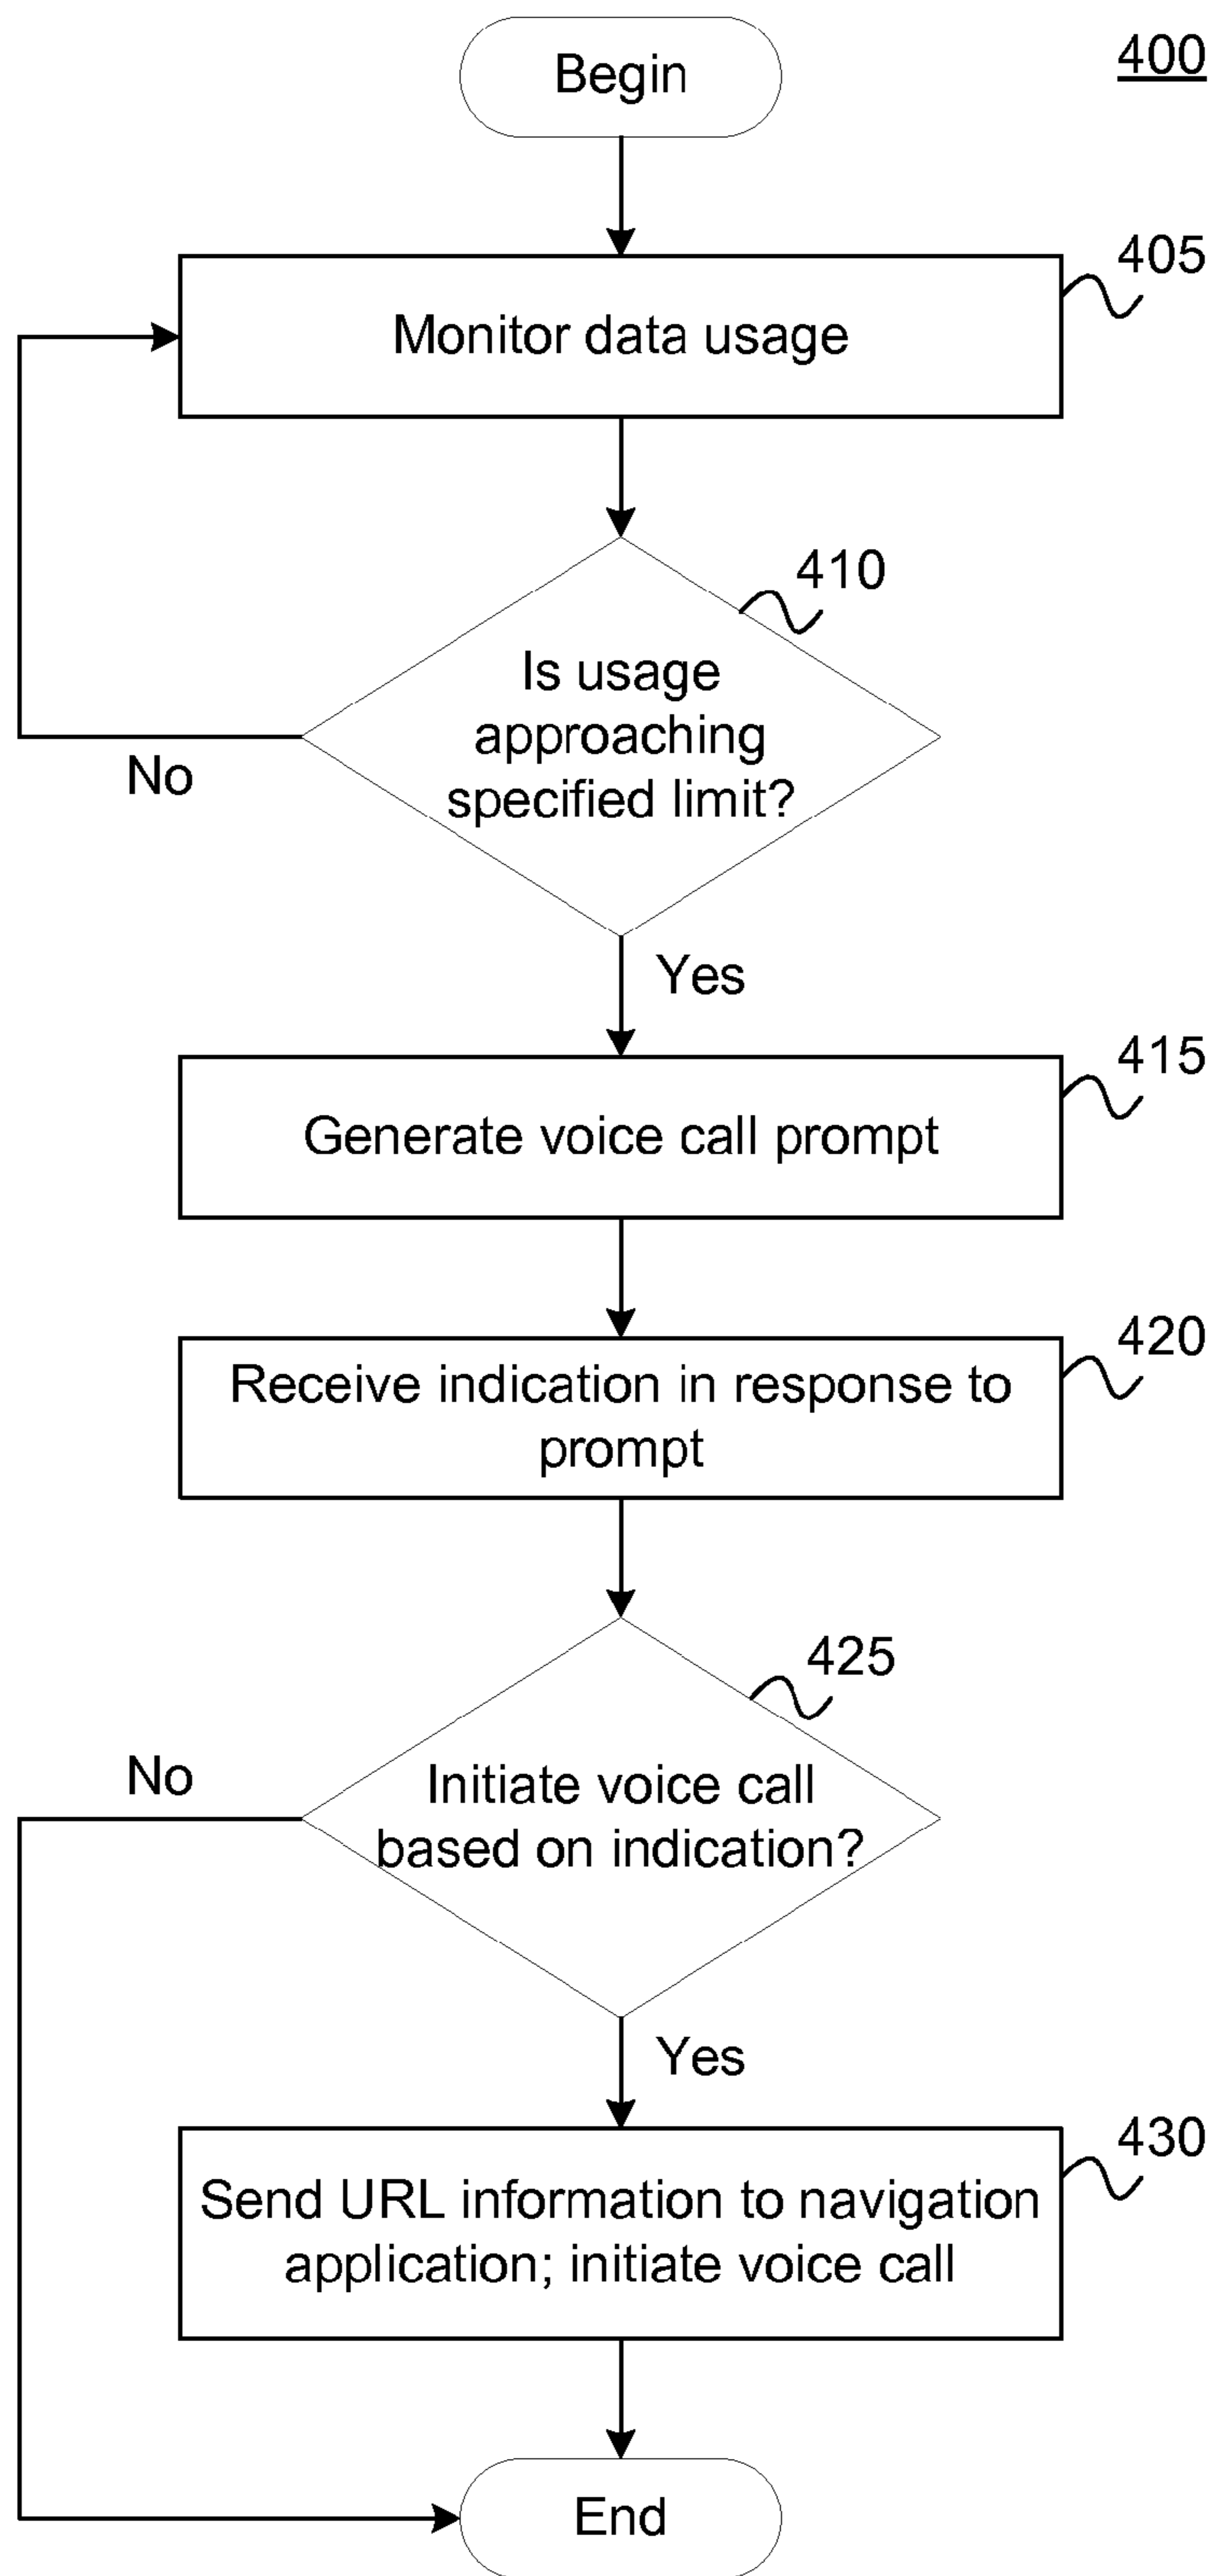 Begin
400
405
Monitor data usage
410
Is usage
approaching
specified limit?
No
Yes
415
Generate voice call prompt
420
Receive indication in response to
prompt
425
No
Initiate voice call
based on indication?
Yes
430
Send URL information to navigation
application; initiate voice call
End